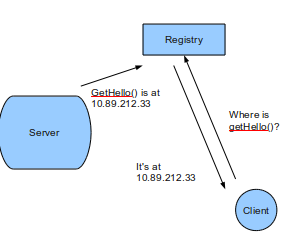 Registry
GetHello() is at
10.89.212.33
Where is
getHello()?
Server
It's at
10.89.212.33
Client